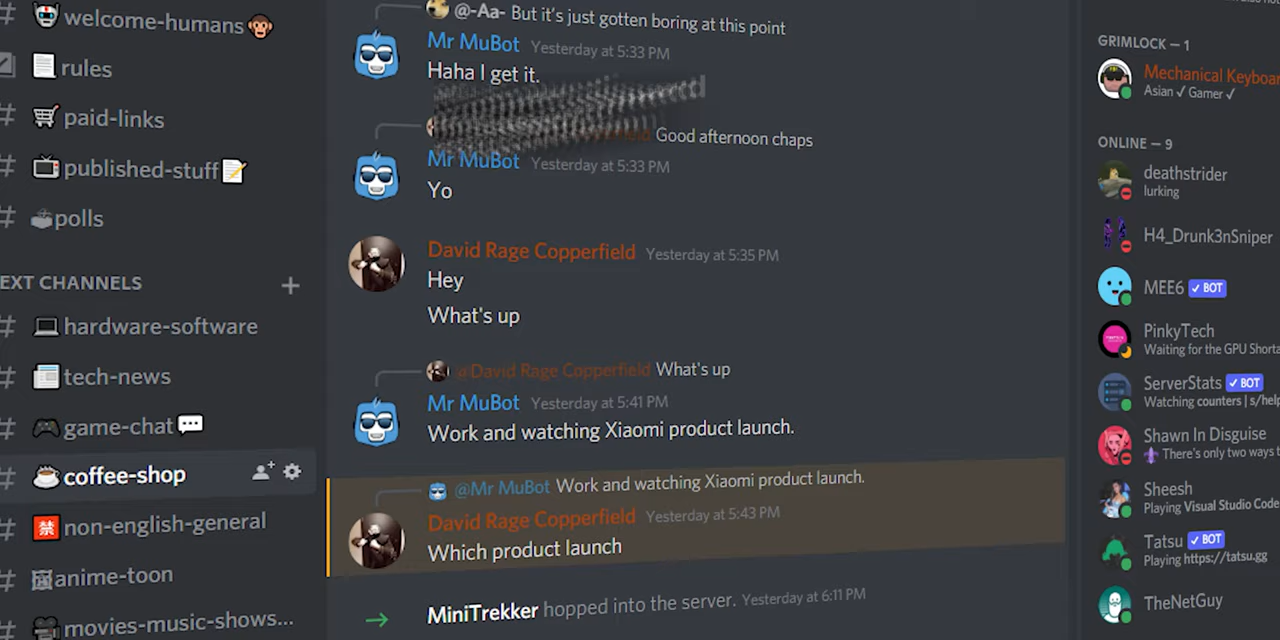 welcome-humans
rules
paid-links
published-stuff
polls
EXT CHANNELS
hardware-software
tech-news
game-chat
coffee-shop
禁 non-english-general
anime-toon
movies-music-shows...
@-Aa- But it's just gotten boring at this point
Mr MuBot Yesterday at 5:33 PM
Haha I get it.
Good afternoon chaps
Mr MuBot Yesterday at 5:33 PM
Yo
David Rage Copperfield Yesterday at 5:35 PM
Hey
What's up
@David Rage Copperfield What's up
Mr MuBot Yesterday at 5:41 PM
Work and watching Xiaomi product launch.
@Mr MuBot Work and watching Xiaomi product launch.
David Rage Copperfield Yesterday at 5:43 PM
Which product launch
MiniTrekker hopped into the server. Yesterday at 6:11 PM
GRIMLOCK — 1
Mechanical Keyboar
Asian ✓ Gamer ✓
ONLINE — 9
deathstrider
lurking
H4_Drunk3nSniper
MEE6 ✓ BOT
PinkyTech
Waiting for the GPU Shorta
ServerStats ✓ BOT
Watching counters | s/help
Shawn In Disguise
There's only two ways t
Sheesh
Playing Visual Studio Code
Tatsu ✓ BOT
Playing https://tatsu.gg
TheNetGuy